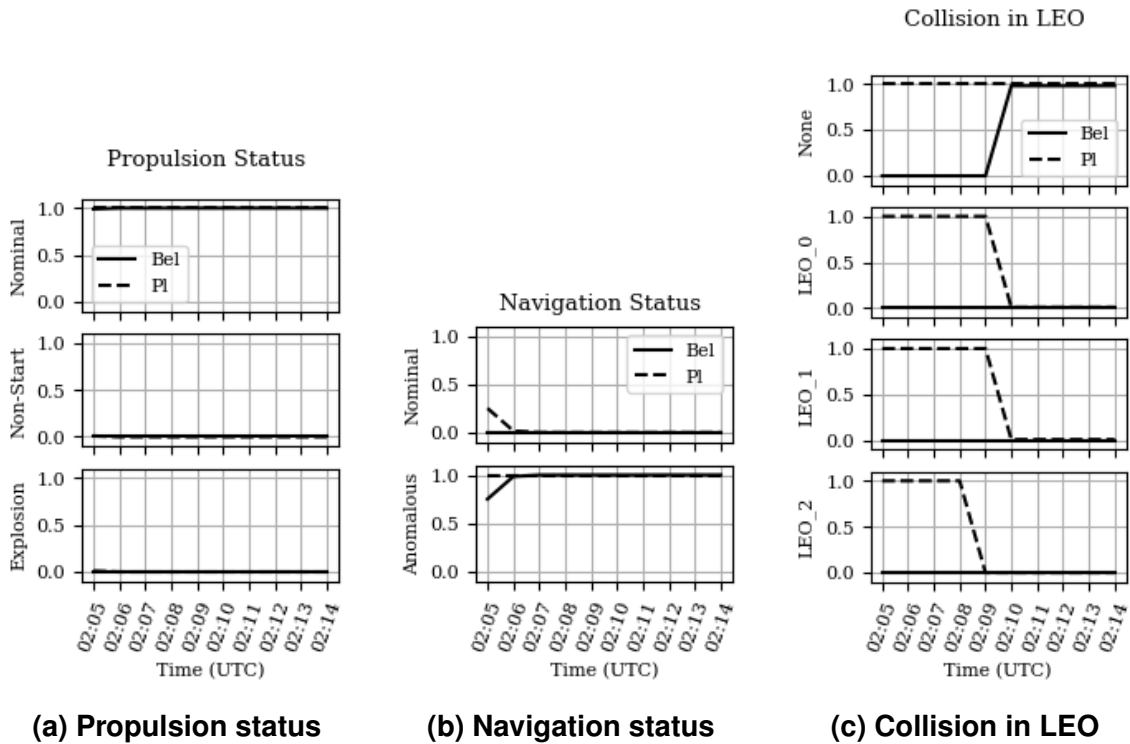 Propulsion Status
Nominal
1.0
0.5
0.0
Bel
Pl
Non-Start
1.0
0.5
0.0
Explosion
1.0
0.5
0.0
02:05 02:06 02:07 02:08 02:09 02:10 02:11 02:12 02:13 02:14
Time (UTC)
(a) Propulsion status
Navigation Status
Nominal
1.0
0.5
0.0
Bel
Pl
Anomalous
1.0
0.5
0.0
02:05 02:06 02:07 02:08 02:09 02:10 02:11 02:12 02:13 02:14
Time (UTC)
(b) Navigation status
Collision in LEO
None
1.0
0.5
0.0
Bel
Pl
LEO_0
1.0
0.5
0.0
LEO_1
1.0
0.5
0.0
LEO_2
1.0
0.5
0.0
02:05 02:06 02:07 02:08 02:09 02:10 02:11 02:12 02:13 02:14
Time (UTC)
(c) Collision in LEO